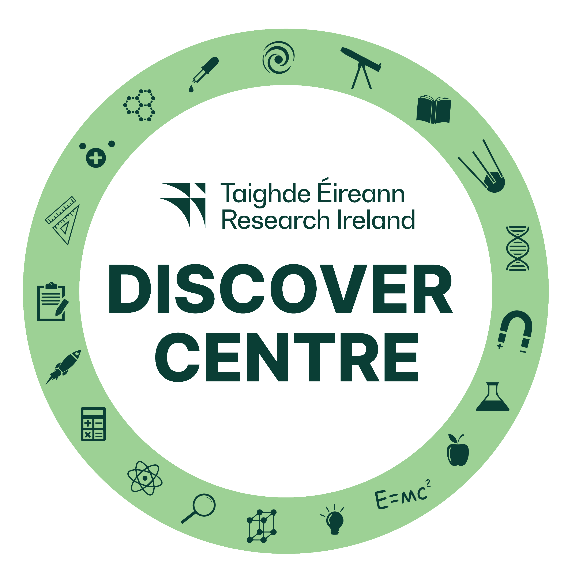 Taighde Éireann
Research Ireland
DISCOVER
CENTRE
E=mc²